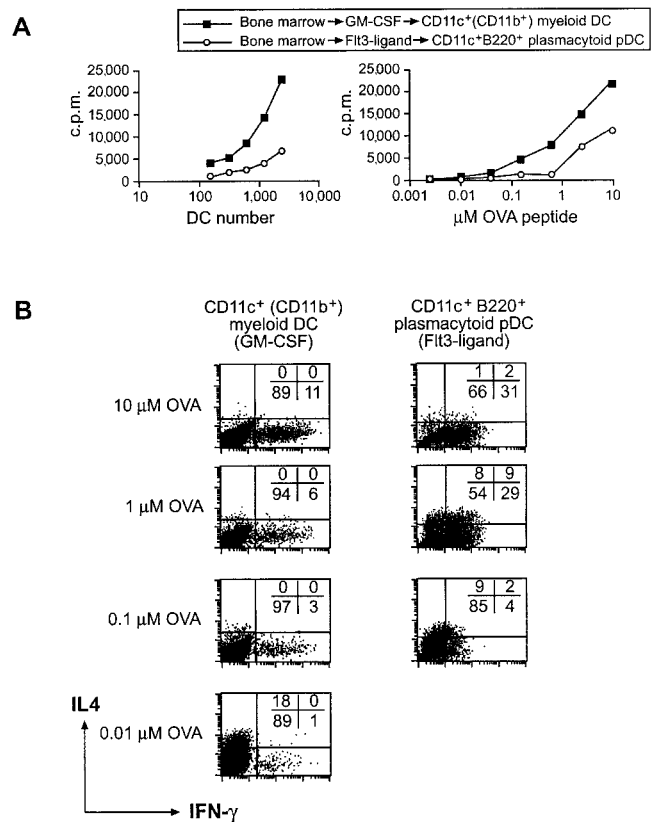 A
Bone marrow→GM-CSF→CD11c+(CD11b+) myeloid DC
Bone marrow→Flt3-ligand→CD11c+B220+ plasmacytoid pDC
c.p.m.
25,000
20,000
15,000
10,000
5,000
0
10
100
1,000
10,000
DC number
c.p.m.
25,000
20,000
15,000
10,000
5,000
0
0.001
0.01
0.1
1
10
µM OVA peptide
B
CD11c+ (CD11b+)
myeloid DC
(GM-CSF)
CD11c+ B220+
plasmacytoid pDC
(Flt3-ligand)
10 µM OVA
0 0
89 11
1 2
66 31
1 µM OVA
0 0
94 6
8 9
54 29
0.1 µM OVA
0 0
97 3
9 2
85 4
0.01 µM OVA
18 0
89 1
IL4
IFN-γ